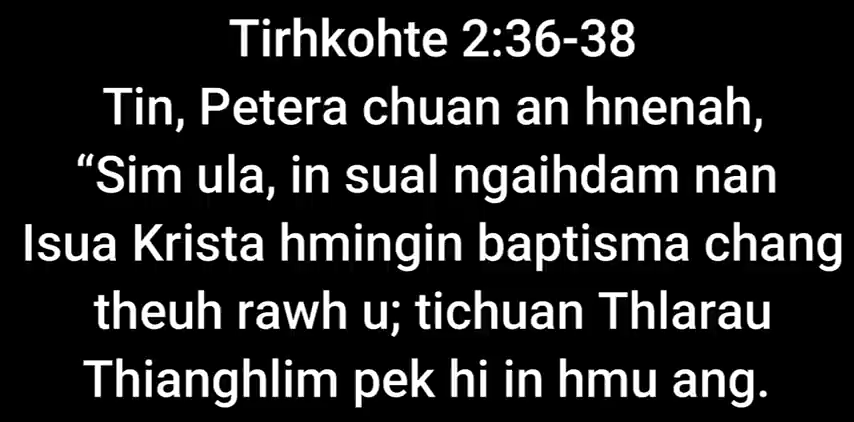 Tirhkohte 2:36-38
Tin, Petera chuan an hnenah,
“Sim ula, in sual ngaihdam nan
Isua Krista hmingin baptisma chang
theuh rawh u; tichuan Thlarau
Thianghlim pek hi in hmu ang.